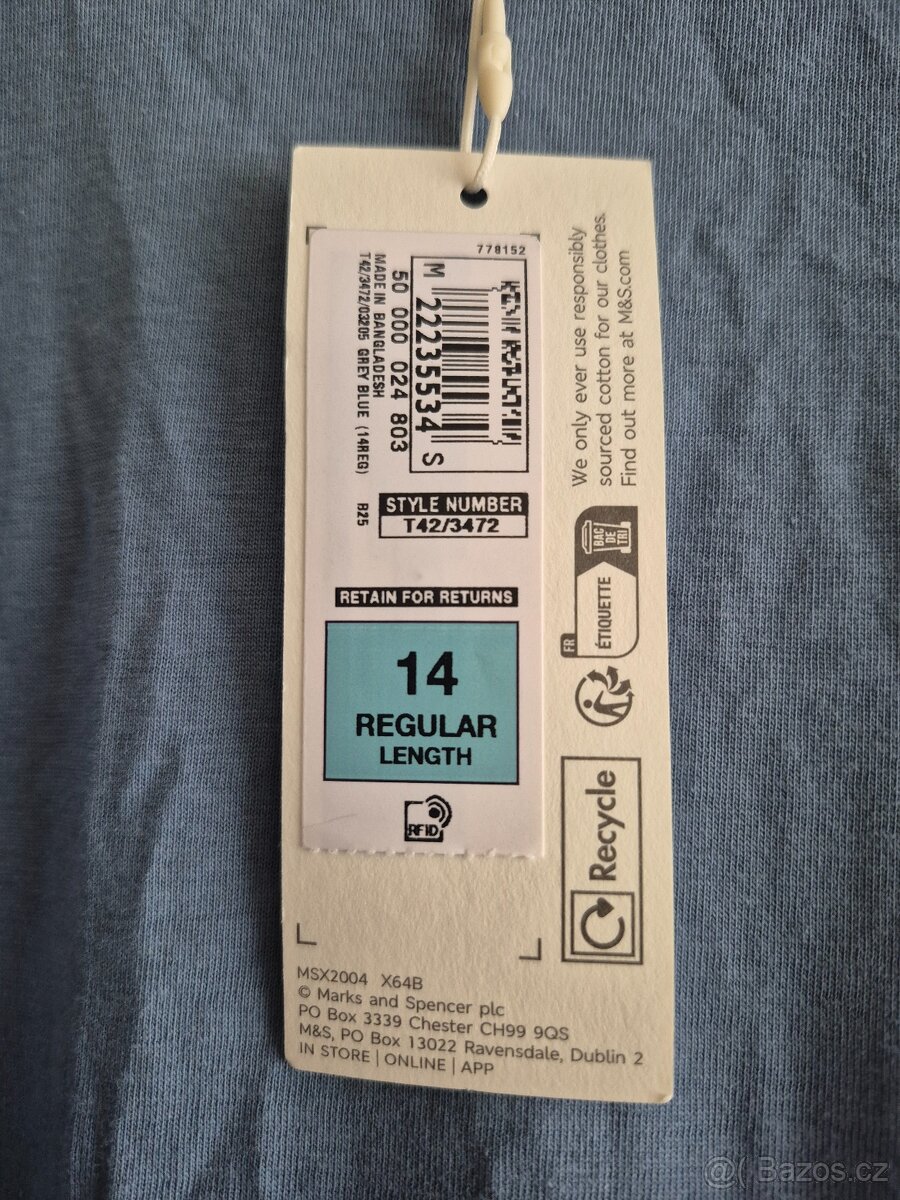 778152
M 22235534 S
50 000 024 803
MADE IN BANGLADESH
T42/3472/03205 GREY BLUE (14REG) B25
STYLE NUMBER
T42/3472
RETAIN FOR RETURNS
14
REGULAR
LENGTH
RFID
We only ever use responsibly
sourced cotton for our clothes.
Find out more at M&S.com
FR
ÉTIQUETTE
BAC
DE
TRI
Recycle
MSX2004 X64B
© Marks and Spencer plc
PO Box 3339 Chester CH99 9QS
M&S, PO Box 13022 Ravensdale, Dublin 2
IN STORE | ONLINE | APP
@( Bazos.cz